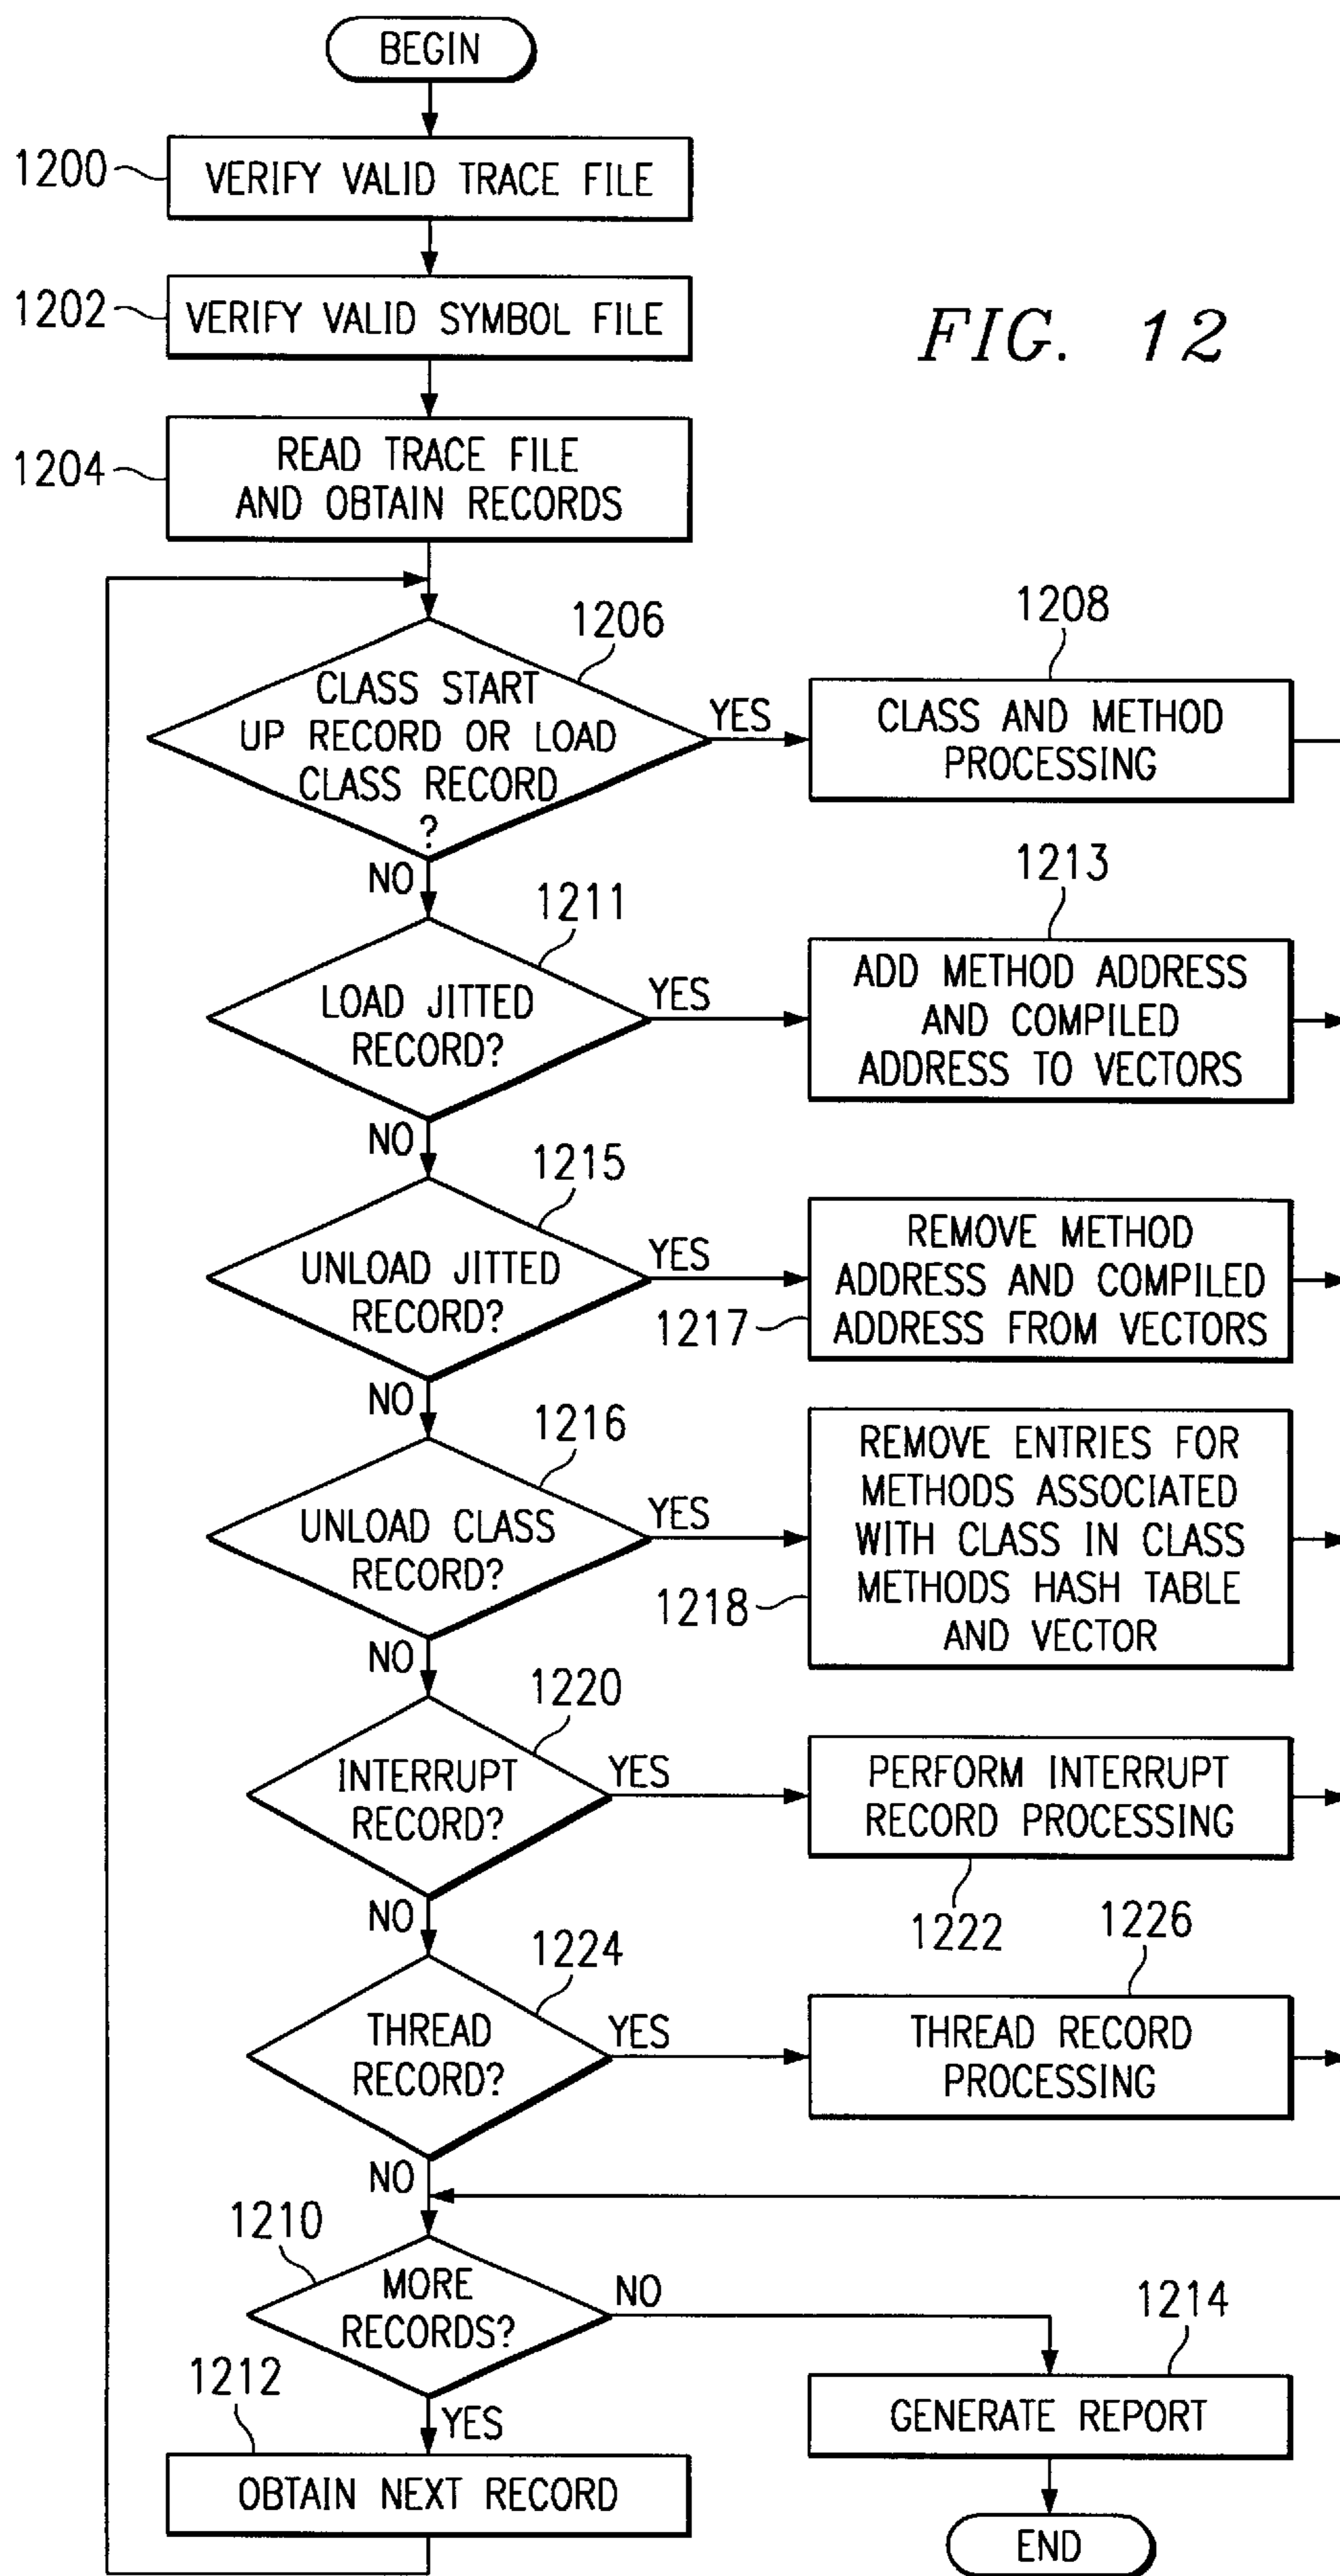 BEGIN
1200
VERIFY VALID TRACE FILE
1202
VERIFY VALID SYMBOL FILE
FIG. 12
1204
READ TRACE FILE
AND OBTAIN RECORDS
1206
CLASS START
UP RECORD OR LOAD
CLASS RECORD
?
YES
1208
CLASS AND METHOD
PROCESSING
NO
1211
LOAD JITTED
RECORD?
YES
1213
ADD METHOD ADDRESS
AND COMPILED
ADDRESS TO VECTORS
NO
1215
UNLOAD JITTED
RECORD?
YES
1217
REMOVE METHOD
ADDRESS AND COMPILED
ADDRESS FROM VECTORS
NO
1216
UNLOAD CLASS
RECORD?
YES
1218
REMOVE ENTRIES FOR
METHODS ASSOCIATED
WITH CLASS IN CLASS
METHODS HASH TABLE
AND VECTOR
NO
1220
INTERRUPT
RECORD?
YES
PERFORM INTERRUPT
RECORD PROCESSING
1222
NO
1224
THREAD
RECORD?
YES
1226
THREAD RECORD
PROCESSING
NO
1210
MORE
RECORDS?
NO
1214
GENERATE REPORT
YES
1212
OBTAIN NEXT RECORD
END